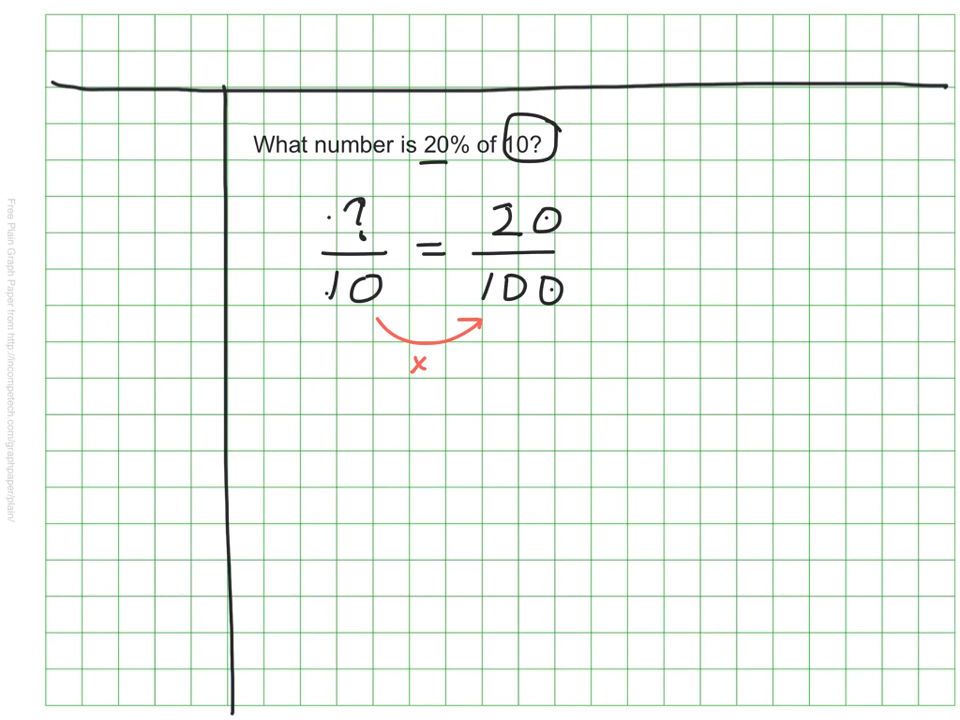 What number is 20% of 10?
? = 20
10 100
x
Free Plain Graph Paper from http://incompetech.com/graphpaper/plain/